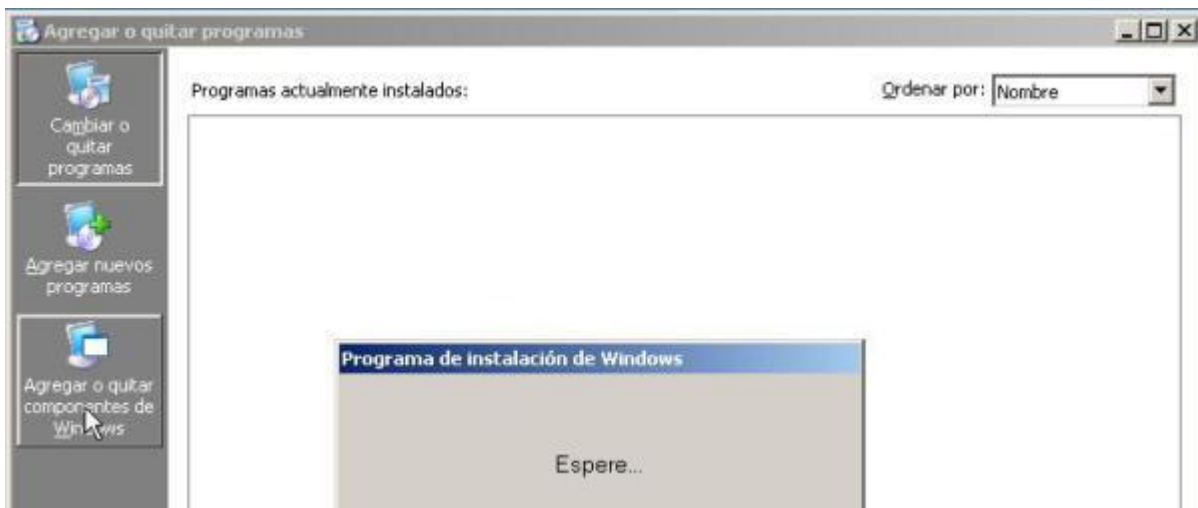 Agregar o quitar programas
Cambiar o
quitar
programas
Programas actualmente instalados:
Ordenar por: Nombre
Agregar nuevos
programas
Agregar o quitar
componentes de
Windows
Programa de instalación de Windows
Espere...